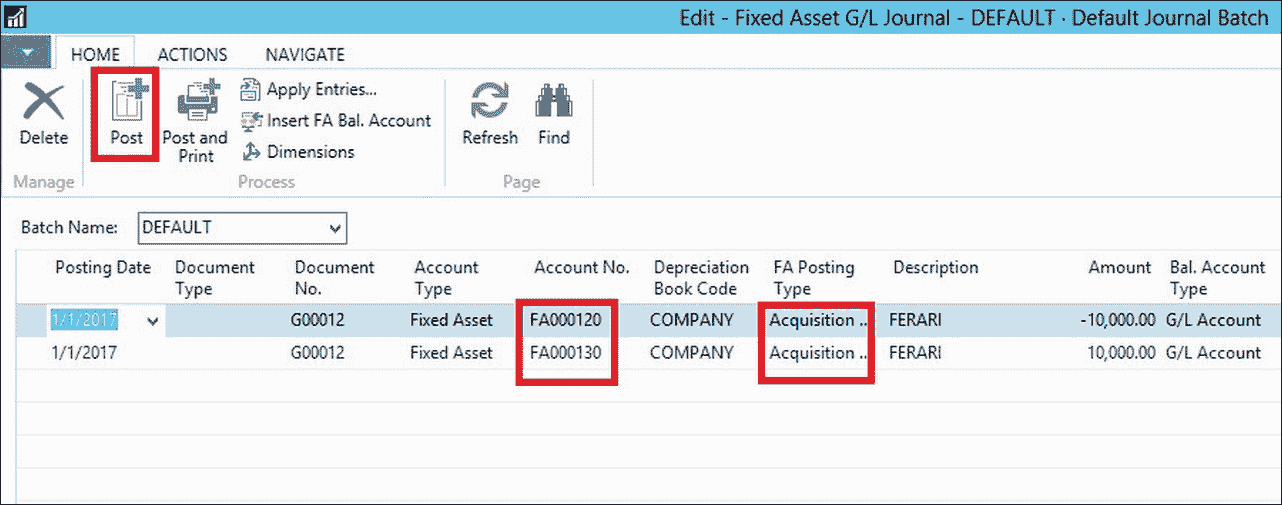 Edit - Fixed Asset G/L Journal - DEFAULT · Default Journal Batch
HOME ACTIONS NAVIGATE
Delete
Post
Post and Print
Apply Entries...
Insert FA Bal. Account
Dimensions
Refresh
Find
Manage Process Page
Batch Name: DEFAULT
Posting Date Document Type Document No. Account Type Account No. Depreciation Book Code FA Posting Type Description Amount Bal. Account Type
1/1/2017 G00012 Fixed Asset FA000120 COMPANY Acquisition .. FERARI -10,000.00 G/L Account
1/1/2017 G00012 Fixed Asset FA000130 COMPANY Acquisition .. FERARI 10,000.00 G/L Account